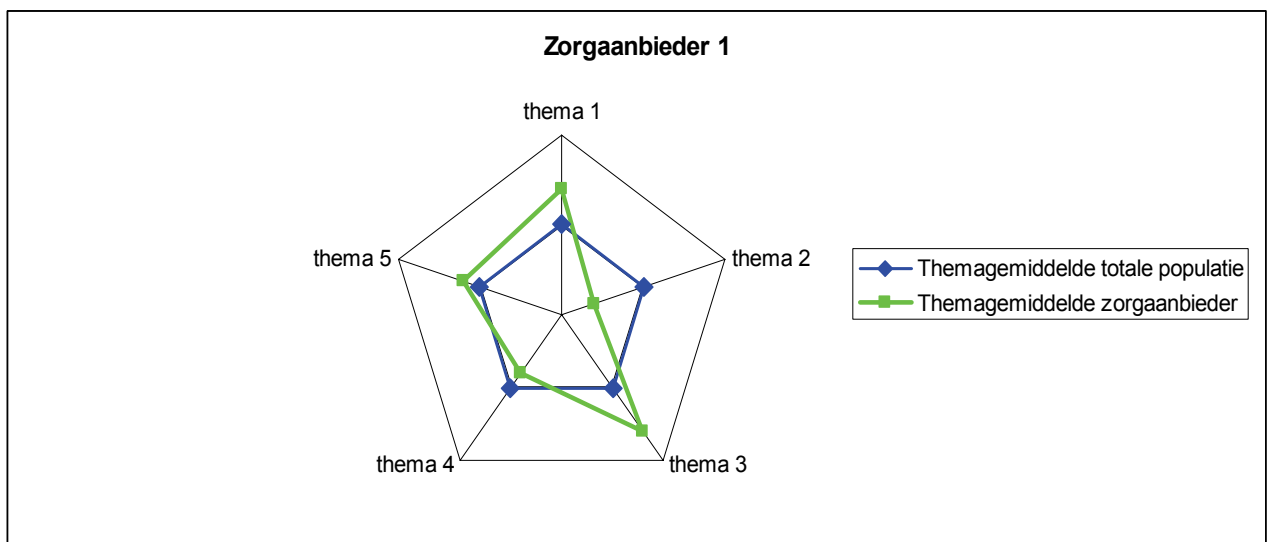 Zorgaanbieder 1
thema 1
thema 5
thema 2
Themagemiddelde totale populatie
Themagemiddelde zorgaanbieder
thema 4
thema 3